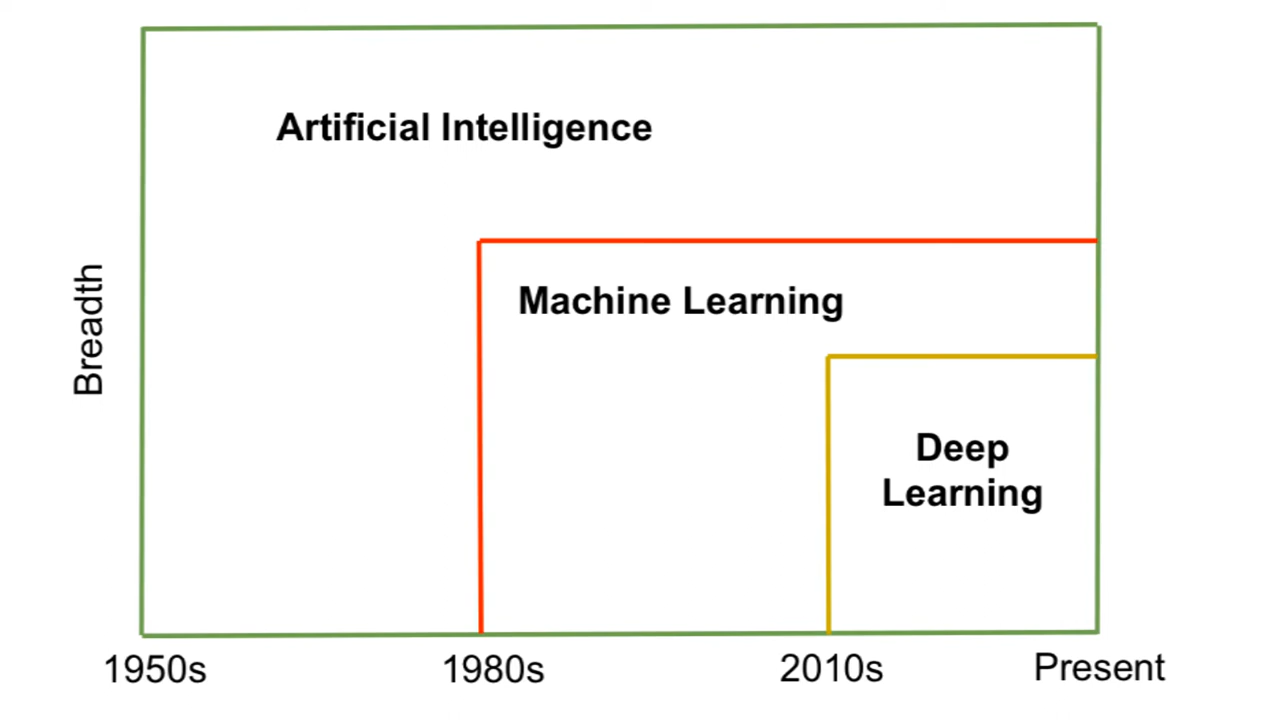 Artificial Intelligence
Machine Learning
Breadth
Deep
Learning
1950s
1980s
2010s
Present